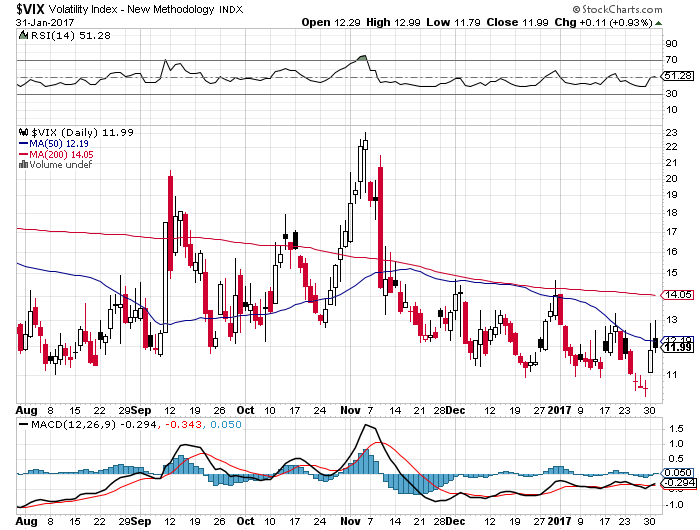 $VIX Volatility Index - New Methodology INDX © StockCharts.com
31-Jan-2017 Open 12.29 High 12.99 Low 11.79 Close 11.99 Chg +0.11 (+0.93%)
RSI(14) 51.28
90
70
51.28
30
10
$VIX (Daily) 11.99
MA(50) 12.19
MA(200) 14.05
Volume undef
23
22
21
20
19
18
17
16
15
14.05
13
12.19
11.99
11
Aug 8 15 22 29 Sep 12 19 26 Oct 10 17 24 Nov 7 14 21 28 Dec 12 19 27 2017 9 17 23 30
MACD(12,26,9) -0.294, -0.343, 0.050
1.5
1.0
0.5
0.050
-0.294
-0.5
-1.0
Aug 8 15 22 29 Sep 12 19 26 Oct 10 17 24 Nov 7 14 21 28 Dec 12 19 27 2017 9 17 23 30